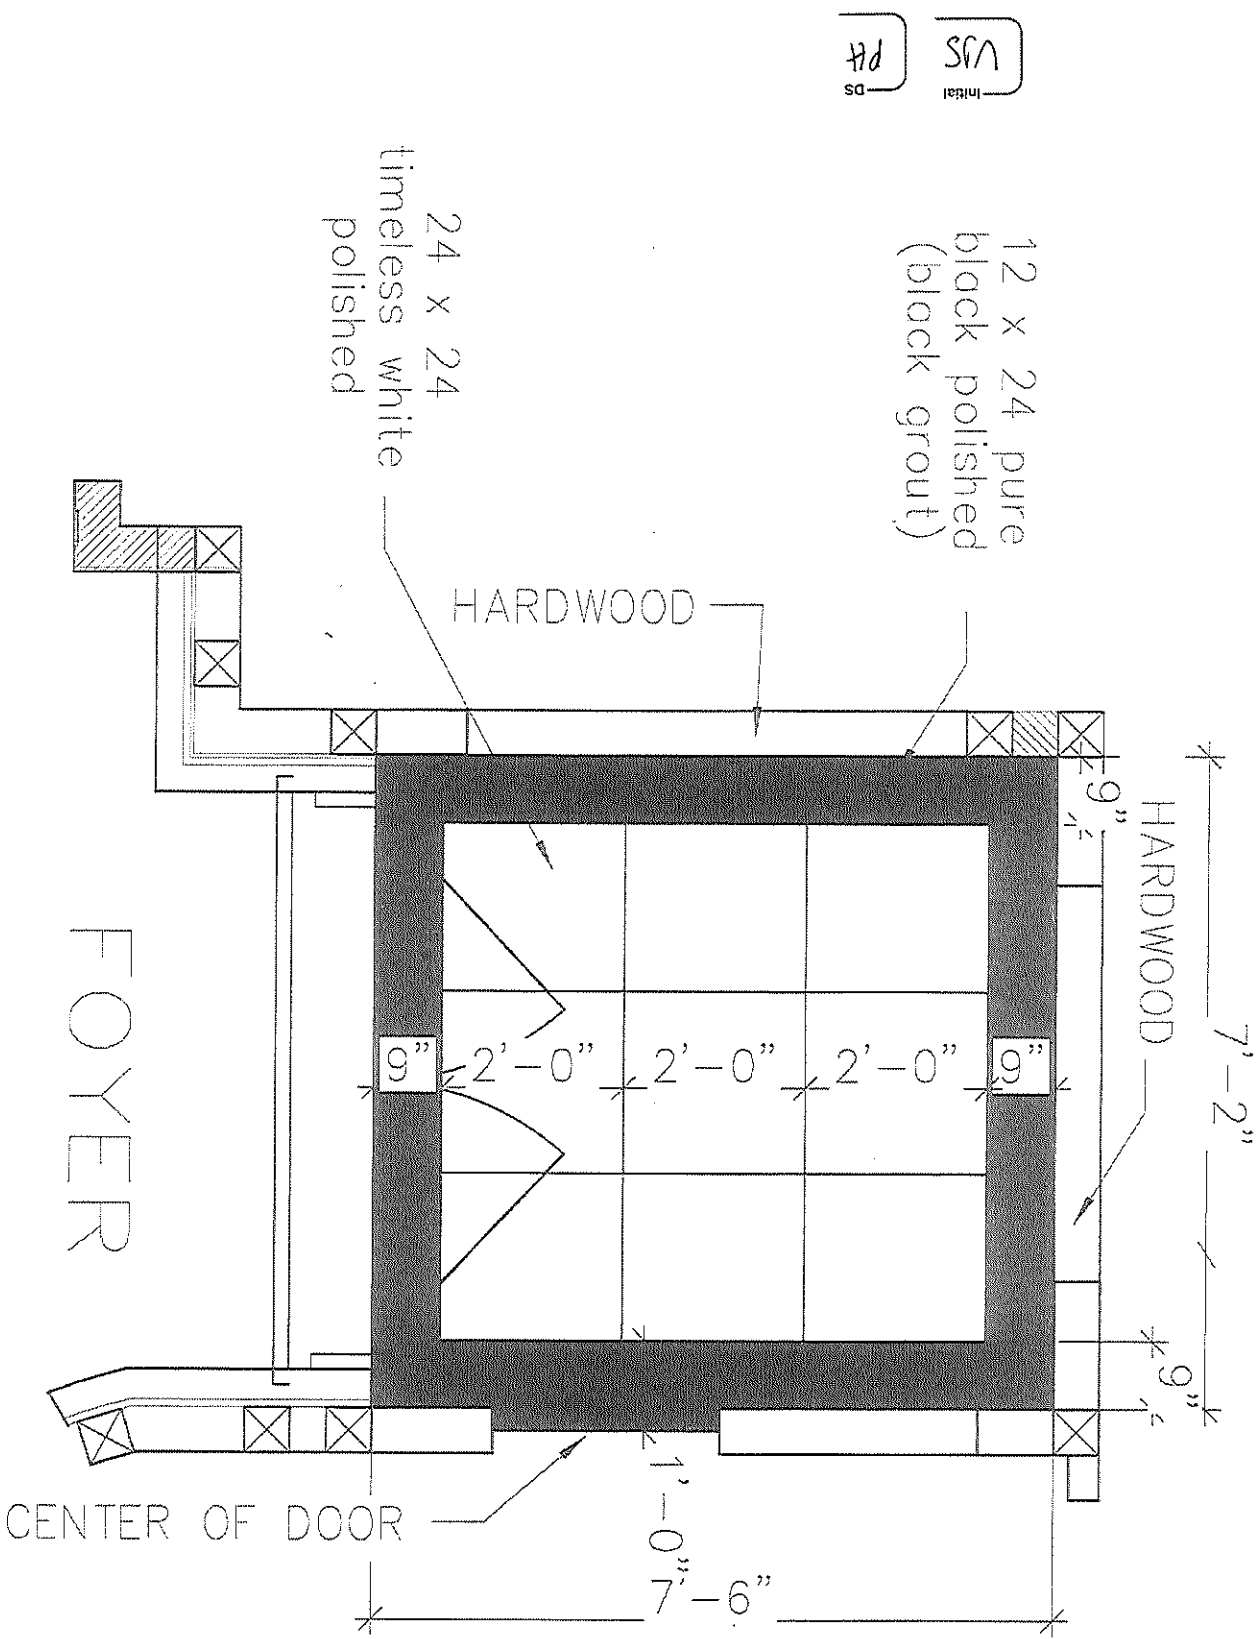 DS
PH
Initial
VJS
12 x 24 pure
black polished
(black grout)
24 x 24
timeless white
polished
HARDWOOD
HARDWOOD
9"
7'-2"
9"
2'-0"
2'-0"
2'-0"
9"
9"
FOYER
1'-0"
CENTER OF DOOR
7'-6"